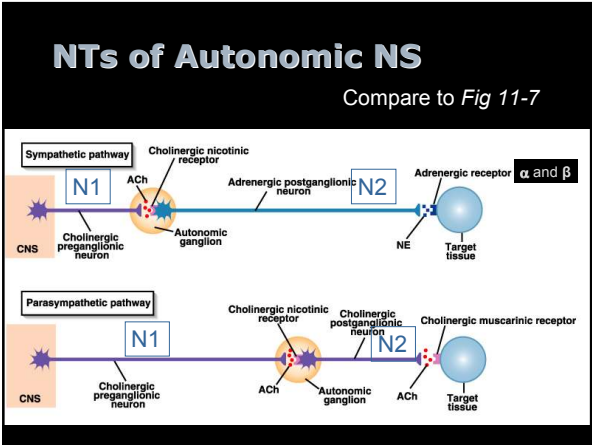 NTs of Autonomic NS
Compare to Fig 11-7
Sympathetic pathway
Cholinergic nicotinic
receptor
N1
ACh
Adrenergic postganglionic
neuron
N2
Adrenergic receptor
α and β
CNS
Cholinergic
preganglionic
neuron
Autonomic
ganglion
NE
Target
tissue
Parasympathetic pathway
Cholinergic nicotinic
receptor
Cholinergic
postganglionic
neuron
Cholinergic muscarinic receptor
N1
N2
CNS
Cholinergic
preganglionic
neuron
ACh
Autonomic
ganglion
ACh
Target
tissue